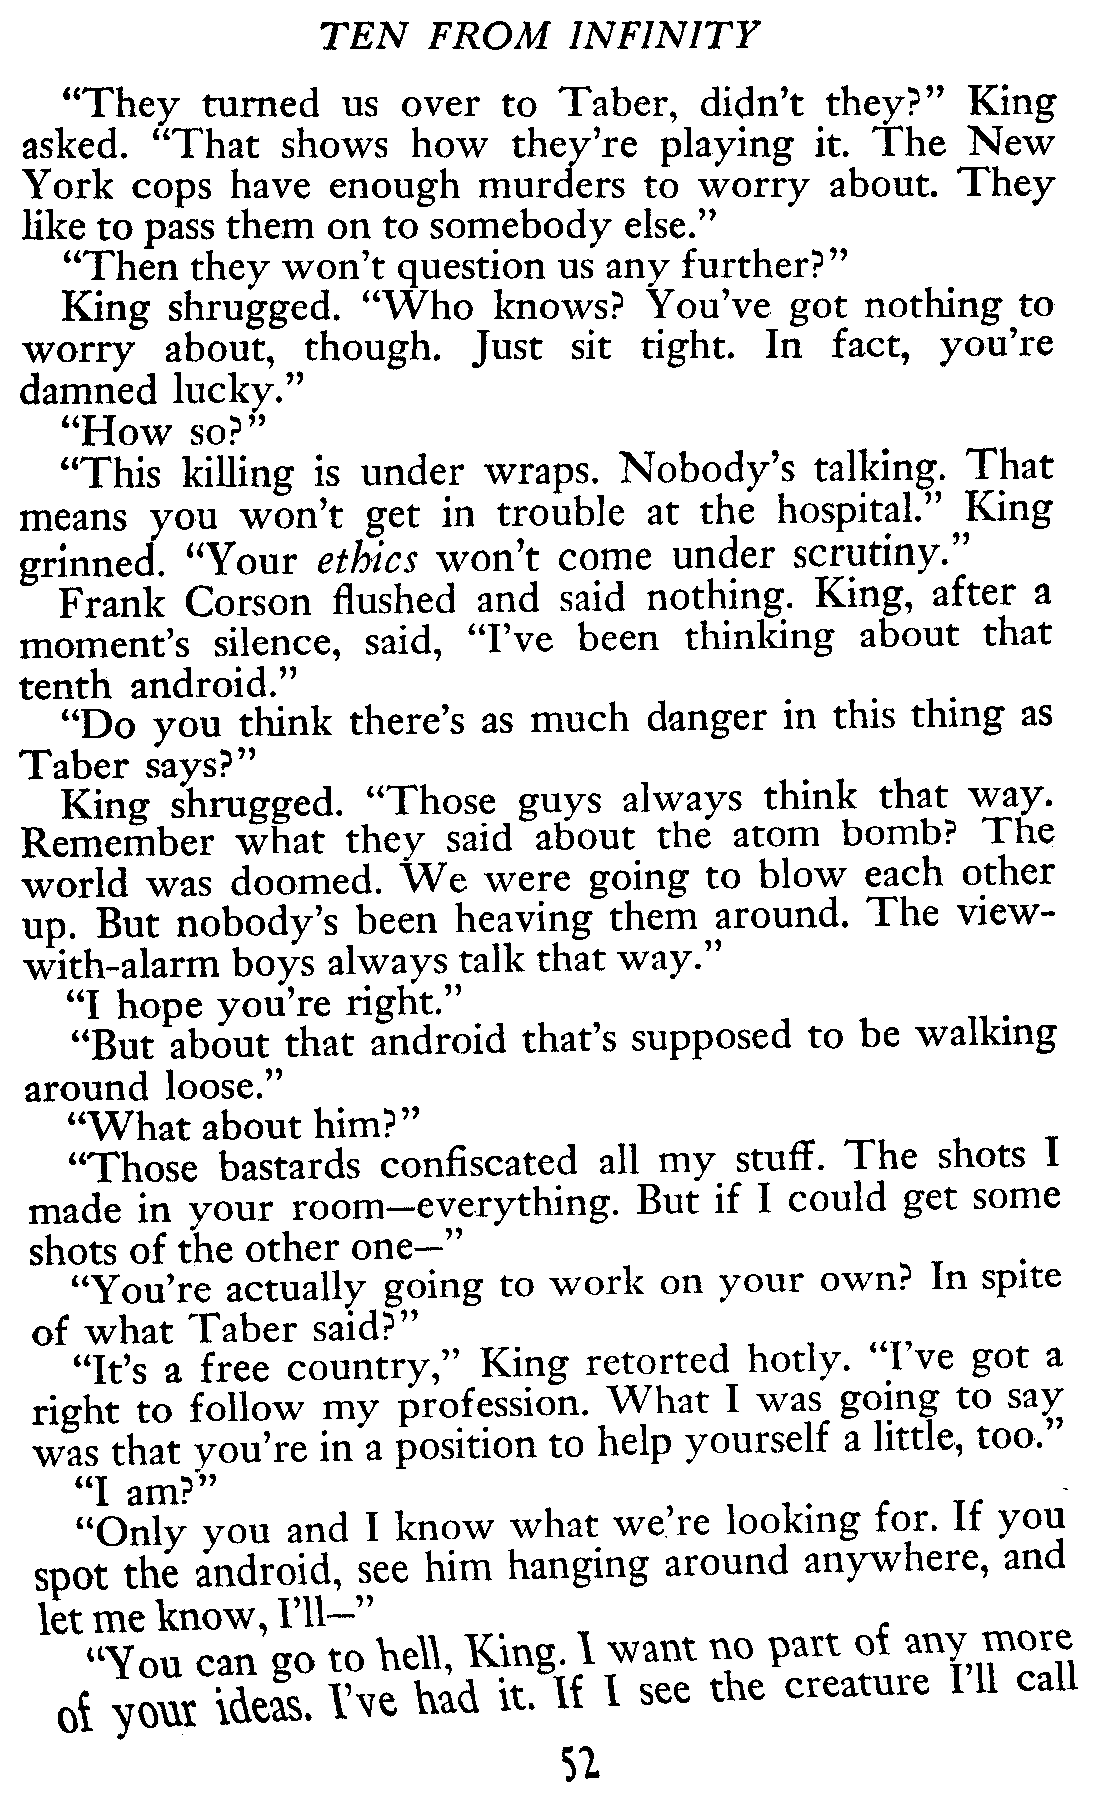 TEN FROM INFINITY
“They turned us over to Taber, didn’t they?” King
asked. “That shows how they’re playing it. The New
York cops have enough murders to worry about. They
like to pass them on to somebody else.”
“Then they won’t question us any further?”
King shrugged. “Who knows? You’ve got nothing to
worry about, though. Just sit tight. In fact, you’re
damned lucky.”
“How so?”
“This killing is under wraps. Nobody’s talking. That
means you won’t get in trouble at the hospital.” King
grinned. “Your ethics won’t come under scrutiny.”
Frank Corson flushed and said nothing. King, after a
moment’s silence, said, “I’ve been thinking about that
tenth android.”
“Do you think there’s as much danger in this thing as
Taber says?”
King shrugged. “Those guys always think that way.
Remember what they said about the atom bomb? The
world was doomed. We were going to blow each other
up. But nobody’s been heaving them around. The view-
with-alarm boys always talk that way.”
“I hope you’re right.”
“But about that android that’s supposed to be walking
around loose.”
“What about him?”
“Those bastards confiscated all my stuff. The shots I
made in your room—everything. But if I could get some
shots of the other one—”
“You’re actually going to work on your own? In spite
of what Taber said?”
“It’s a free country,” King retorted hotly. “I’ve got a
right to follow my profession. What I was going to say
was that you’re in a position to help yourself a little, too.”
“I am?”
“Only you and I know what we’re looking for. If you
spot the android, see him hanging around anywhere, and
let me know, I’ll—”
“You can go to hell, King. I want no part of any more
of your ideas. I’ve had it. If I see the creature I’ll call
52